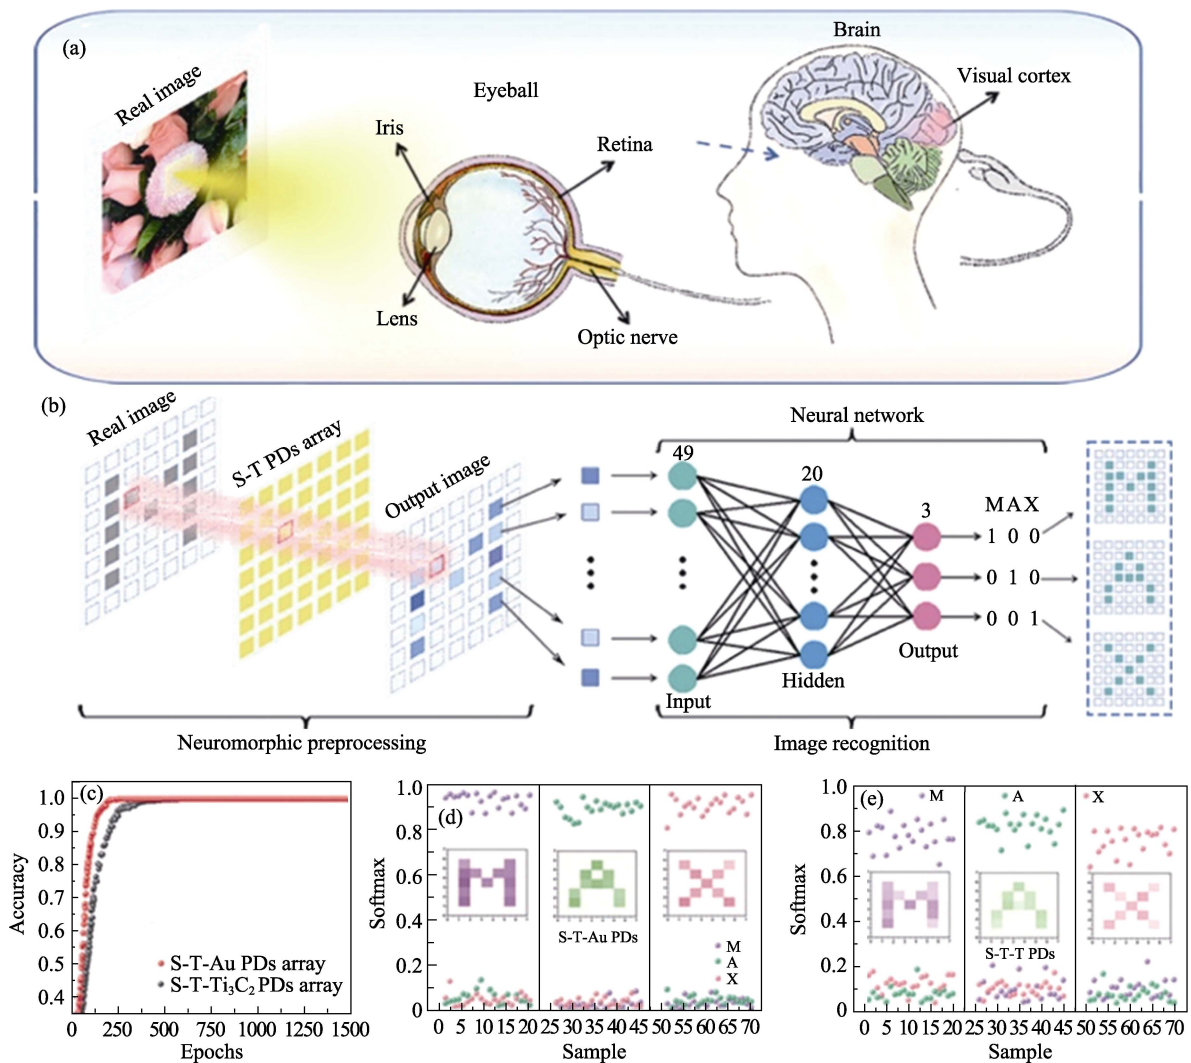 (a)
Real image
Eyeball
Iris
Retina
Lens
Optic nerve
Brain
Visual cortex
(b)
Real image
S-T PDs array
Output image
Neuromorphic preprocessing
Neural network
49
20
3
Input
Hidden
Output
M A X
1 0 0
0 1 0
0 0 1
Image recognition
(c)
Accuracy
1.0
0.9
0.8
0.7
0.6
0.5
0.4
S-T-Au PDs array
S-T-Ti₃C₂ PDs array
0 250 500 750 1000 1250 1500
Epochs
(d)
Softmax
1.0
0.8
0.6
0.4
0.2
0
S-T-Au PDs
M
A
X
0 5 10 15 20 25 30 35 40 45 50 55 60 65 70
Sample
(e)
M
A
X
Softmax
1.0
0.8
0.6
0.4
0.2
0
S-T-T PDs
0 5 10 15 20 25 30 35 40 45 50 55 60 65 70
Sample